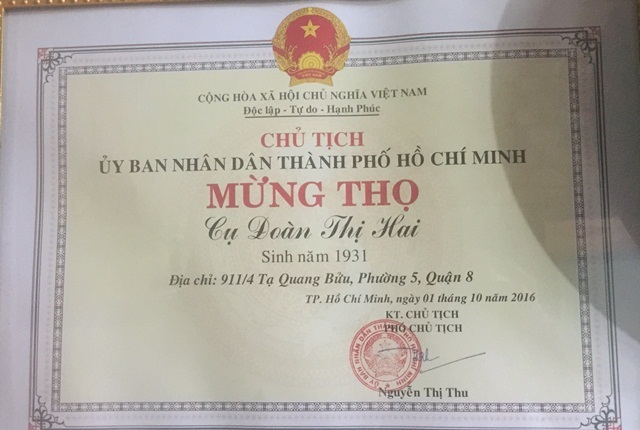 CỘNG HÒA XÃ HỘI CHỦ NGHĨA VIỆT NAM
Độc lập - Tự do - Hạnh Phúc
CHỦ TỊCH
ỦY BAN NHÂN DÂN THÀNH PHỐ HỒ CHÍ MINH
MỪNG THỌ
Cụ Đoàn Thị Hai
Sinh năm 1931
Địa chỉ: 911/4 Tạ Quang Bửu, Phường 5, Quận 8
TP. Hồ Chí Minh, ngày 01 tháng 10 năm 2016
KT. CHỦ TỊCH
PHÓ CHỦ TỊCH
Nguyễn Thị Thu